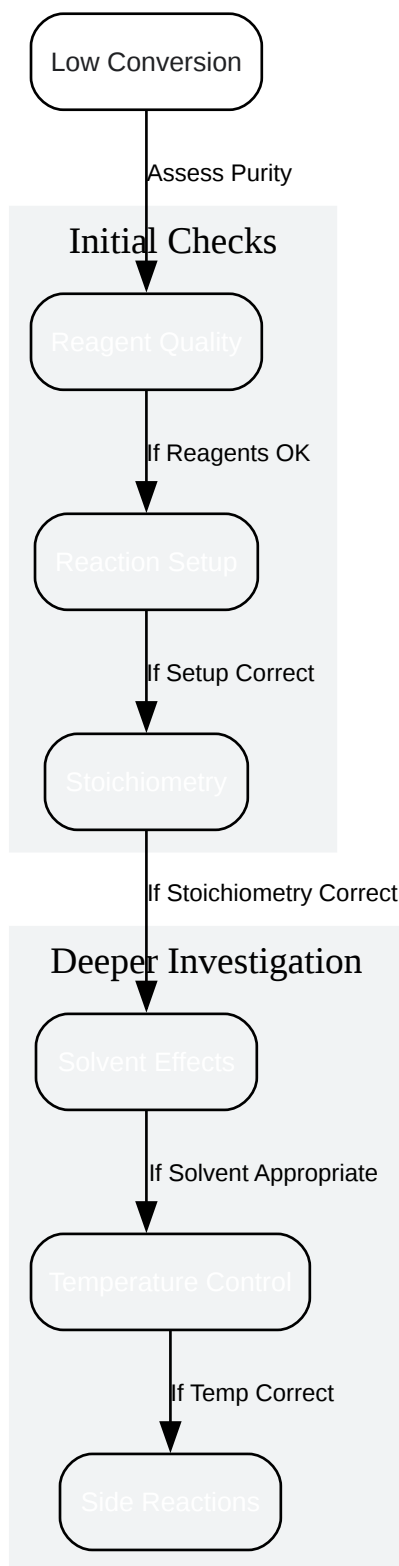 Low Conversion
Assess Purity
Initial Checks
Reagent Quality
If Reagents OK
Reaction Setup
If Setup Correct
Stoichiometry
If Stoichiometry Correct
Deeper Investigation
Solvent Effects
If Solvent Appropriate
Temperature Control
If Temp Correct
Side Reactions